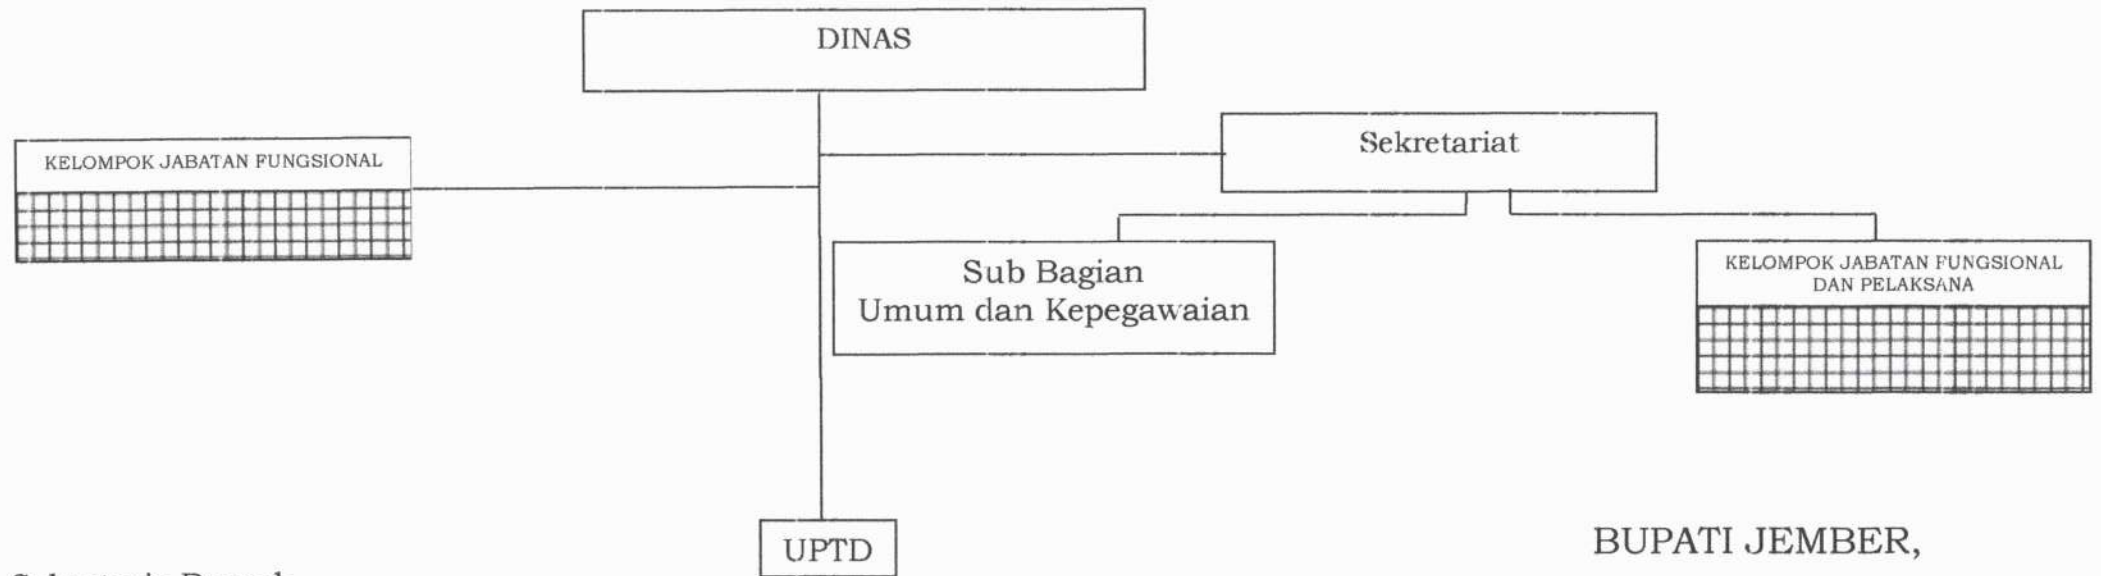 DINAS
Sekretariat
KELOMPOK JABATAN FUNGSIONAL
Sub Bagian
Umum dan Kepegawaian
KELOMPOK JABATAN FUNGSIONAL
DAN PELAKSANA
UPTD
BUPATI JEMBER,